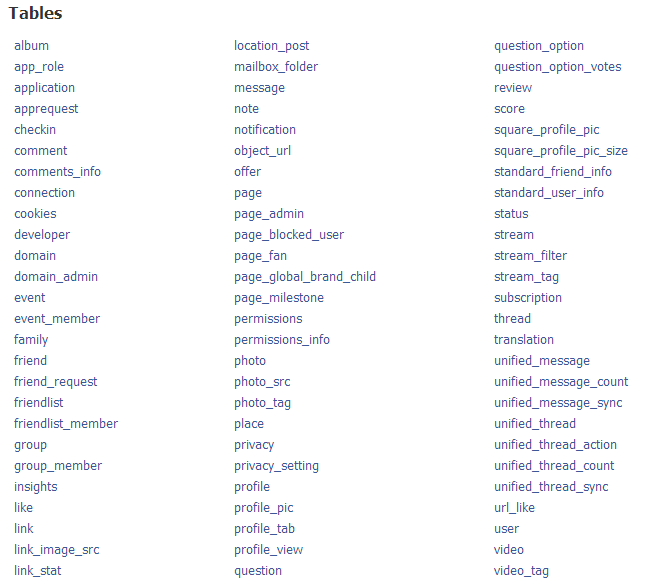 Tables
album
app_role
application
apprequest
checkin
comment
comments_info
connection
cookies
developer
domain
domain_admin
event
event_member
family
friend
friend_request
friendlist
friendlist_member
group
group_member
insights
like
link
link_image_src
link_stat
location_post
mailbox_folder
message
note
notification
object_url
offer
page
page_admin
page_blocked_user
page_fan
page_global_brand_child
page_milestone
permissions
permissions_info
photo
photo_src
photo_tag
place
privacy
privacy_setting
profile
profile_pic
profile_tab
profile_view
question
question_option
question_option_votes
review
score
square_profile_pic
square_profile_pic_size
standard_friend_info
standard_user_info
status
stream
stream_filter
stream_tag
subscription
thread
translation
unified_message
unified_message_count
unified_message_sync
unified_thread
unified_thread_action
unified_thread_count
unified_thread_sync
url_like
user
video
video_tag